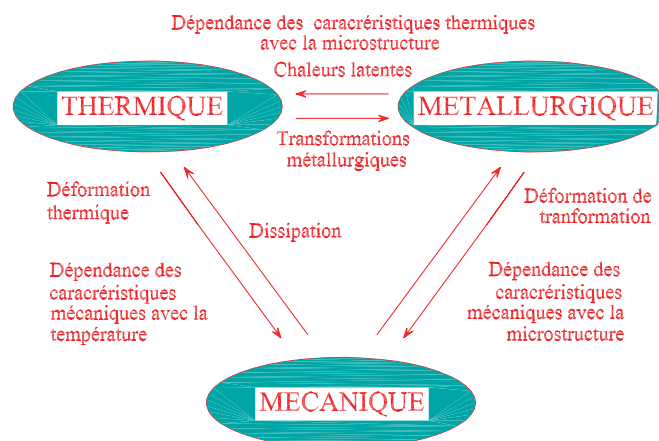 Dépendance des caracréristiques thermiques
avec la microstructure
Chaleurs latentes
THERMIQUE
METALLURGIQUE
Transformations
métallurgiques
Déformation
thermique
Dissipation
Déformation de
tranformation
Dépendance des
caracréristiques
mécaniques avec la
température
Dépendance des
caracréristiques
mécaniques avec la
microstructure
MECANIQUE